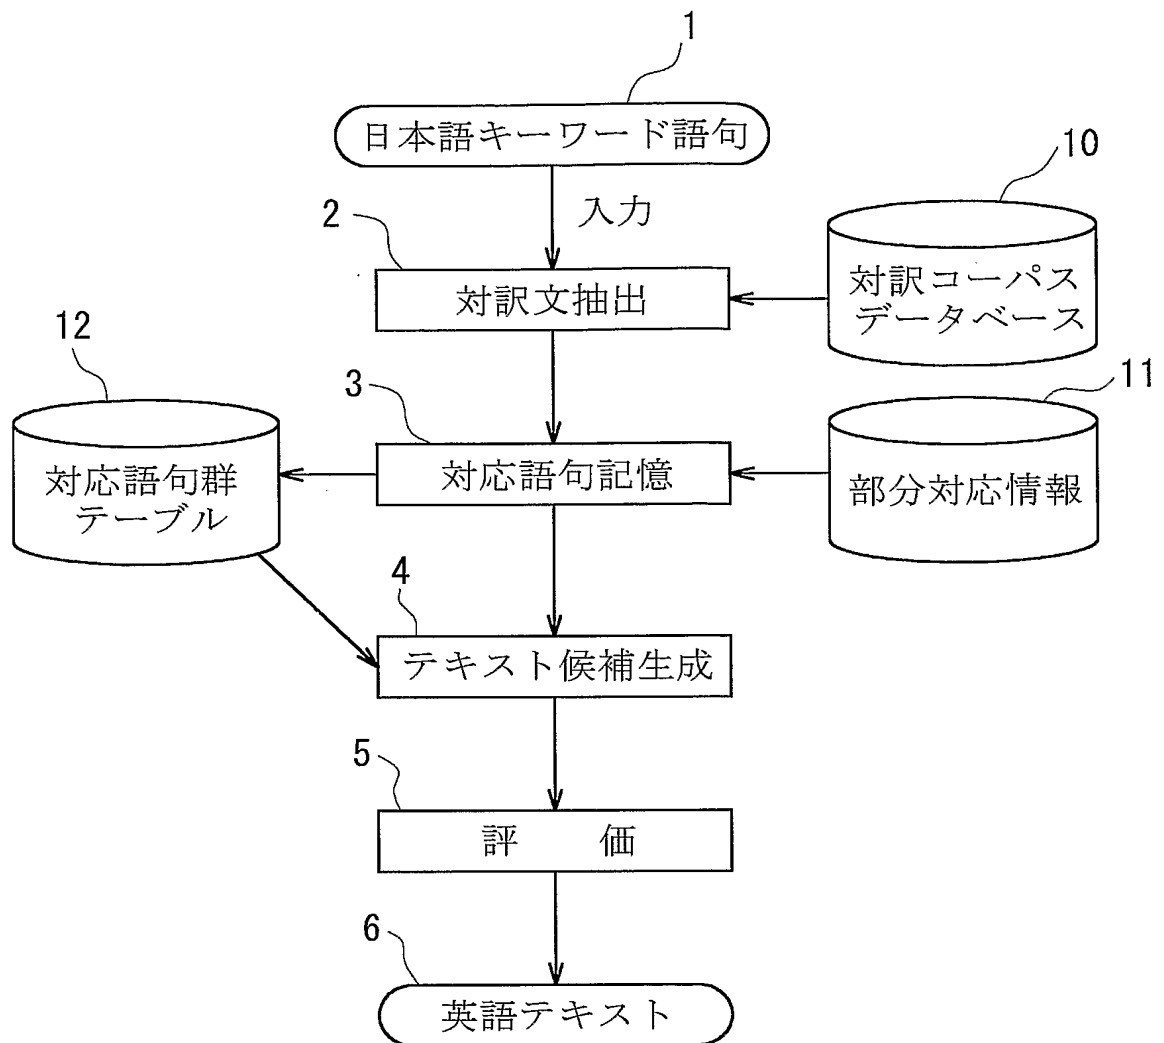 1
日本語キーワード語句
入力
10
2
対訳文抽出
対訳コーパス
データベース
12
3
11
対応語句群
テーブル
対応語句記憶
部分対応情報
4
テキスト候補生成
5
評 価
6
英語テキスト